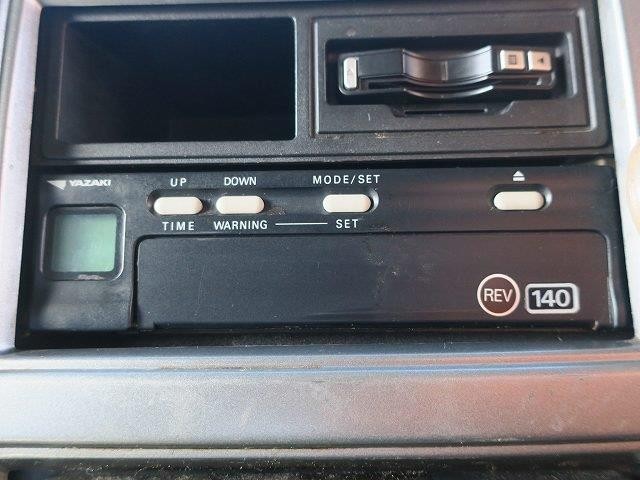 YAZAKI
UP DOWN MODE/SET
TIME WARNING SET
REV 140